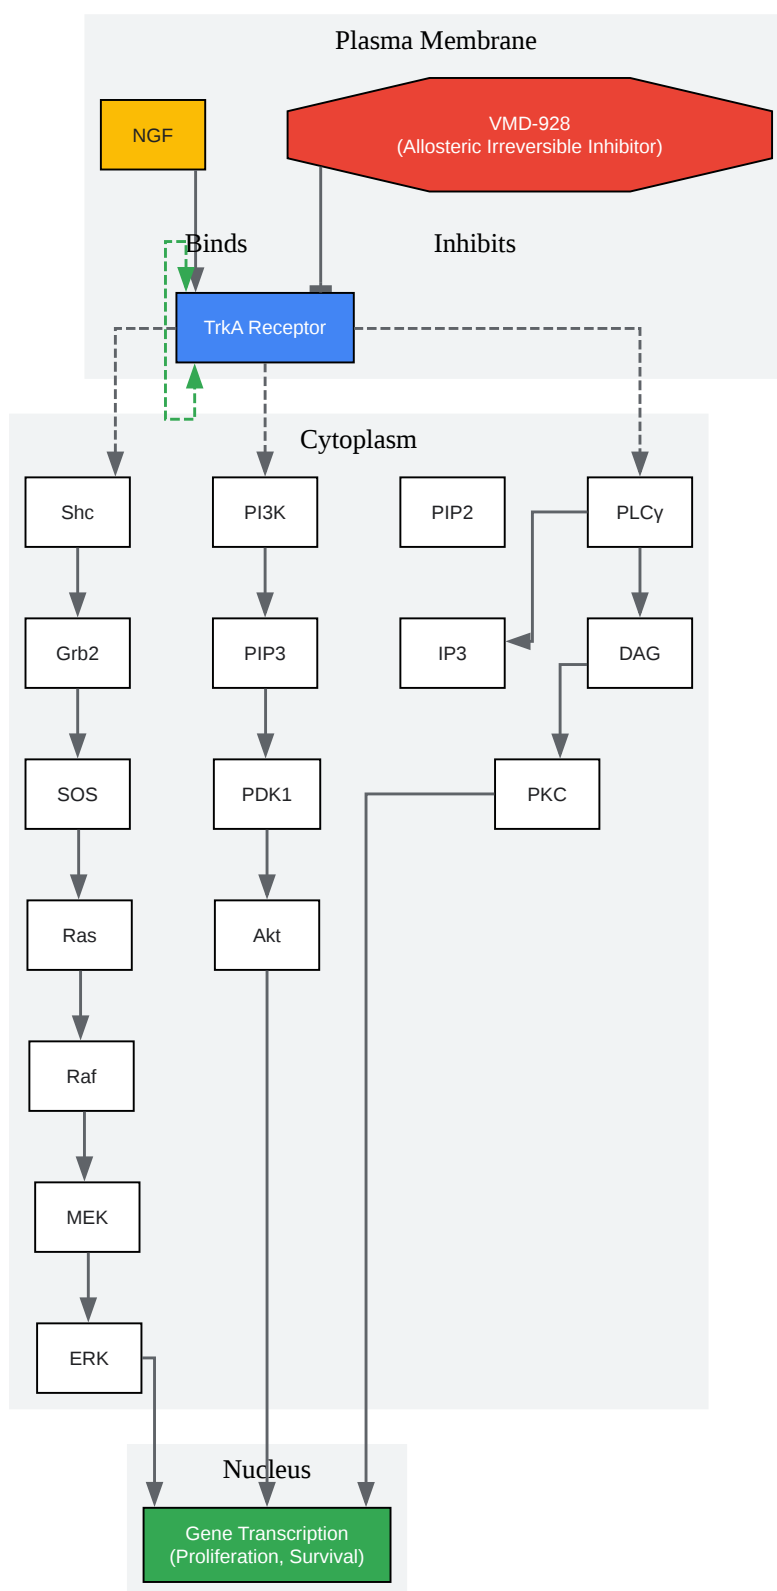 Plasma Membrane
NGF
VMD-928
(Allosteric Irreversible Inhibitor)
Binds
Inhibits
TrkA Receptor
Cytoplasm
Shc
PI3K
PIP2
PLCγ
Grb2
PIP3
IP3
DAG
SOS
PDK1
PKC
Ras
Akt
Raf
MEK
ERK
Nucleus
Gene Transcription
(Proliferation, Survival)